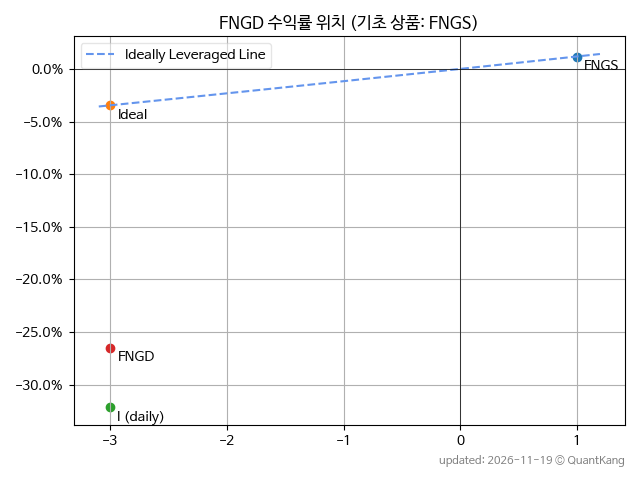 FNGD 수익률 위치 (기초 상품: FNGS)
Ideally Leveraged Line
0.0%
−5.0%
−10.0%
−15.0%
−20.0%
−25.0%
−30.0%
FNGS
Ideal
FNGD
I (daily)
−3
−2
−1
0
1
updated: 2026-11-19 © QuantKang